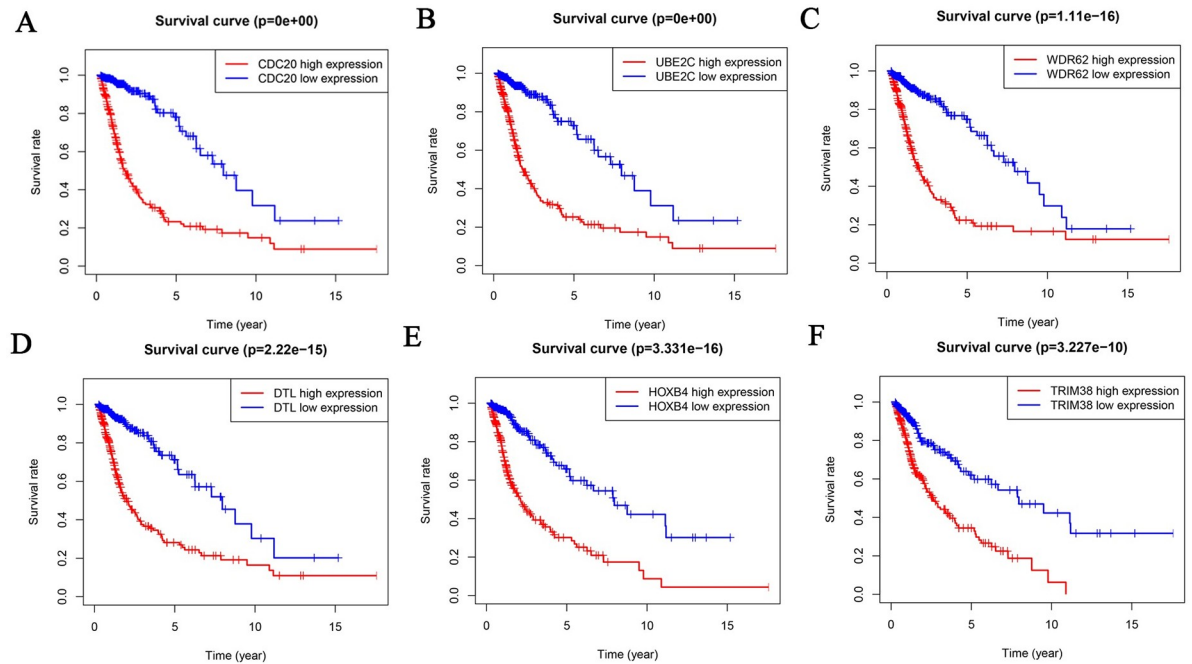 A
Survival curve (p=0e+00)
CDC20 high expression
CDC20 low expression
Survival rate
1.0
0.8
0.6
0.4
0.2
0.0
0 5 10 15
Time (year)
B
Survival curve (p=0e+00)
UBE2C high expression
UBE2C low expression
Survival rate
1.0
0.8
0.6
0.4
0.2
0.0
0 5 10 15
Time (year)
C
Survival curve (p=1.11e−16)
WDR62 high expression
WDR62 low expression
Survival rate
1.0
0.8
0.6
0.4
0.2
0.0
0 5 10 15
Time (year)
D
Survival curve (p=2.22e−15)
DTL high expression
DTL low expression
Survival rate
1.0
0.8
0.6
0.4
0.2
0.0
0 5 10 15
Time (year)
E
Survival curve (p=3.331e−16)
HOXB4 high expression
HOXB4 low expression
Survival rate
1.0
0.8
0.6
0.4
0.2
0.0
0 5 10 15
Time (year)
F
Survival curve (p=3.227e−10)
TRIM38 high expression
TRIM38 low expression
Survival rate
1.0
0.8
0.6
0.4
0.2
0.0
0 5 10 15
Time (year)